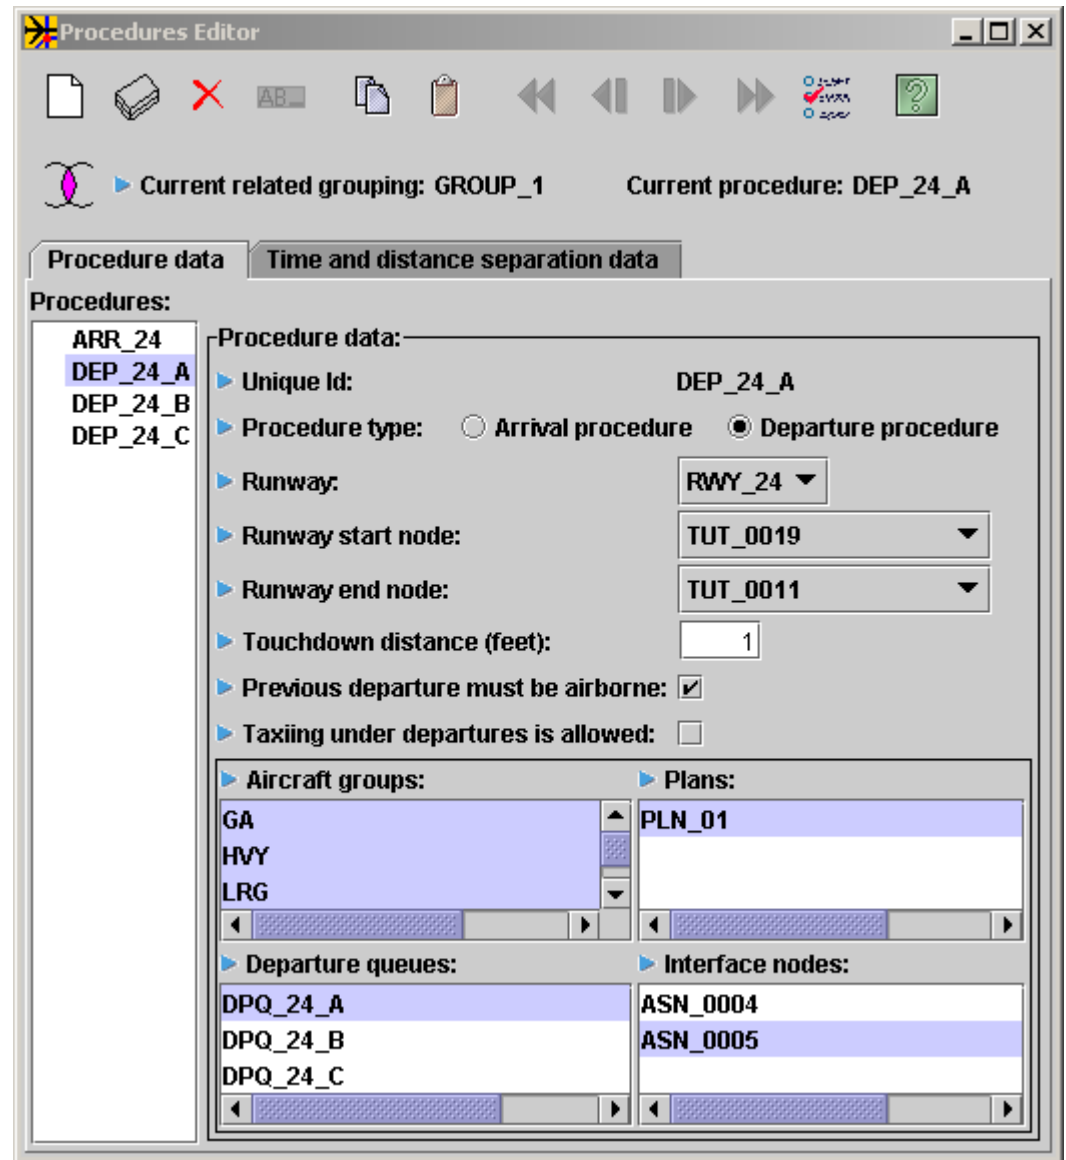 Procedures Editor
AB
Current related grouping: GROUP_1 Current procedure: DEP_24_A
Procedure data Time and distance separation data
Procedures:
ARR_24
DEP_24_A
DEP_24_B
DEP_24_C
Procedure data:
Unique Id: DEP_24_A
Procedure type: Arrival procedure Departure procedure
Runway: RWY_24
Runway start node: TUT_0019
Runway end node: TUT_0011
Touchdown distance (feet): 1
Previous departure must be airborne:
Taxiing under departures is allowed:
Aircraft groups: Plans:
GA PLN_01
HVY
LRG
Departure queues: Interface nodes:
DPQ_24_A ASN_0004
DPQ_24_B ASN_0005
DPQ_24_C